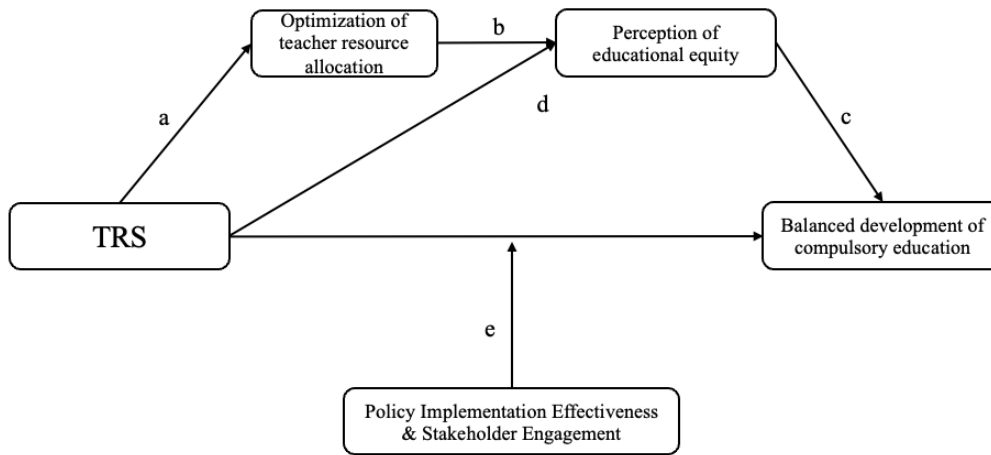 Optimization of
teacher resource
allocation
b
Perception of
educational equity
a
d
c
TRS
Balanced development of
compulsory education
e
Policy Implementation Effectiveness
& Stakeholder Engagement